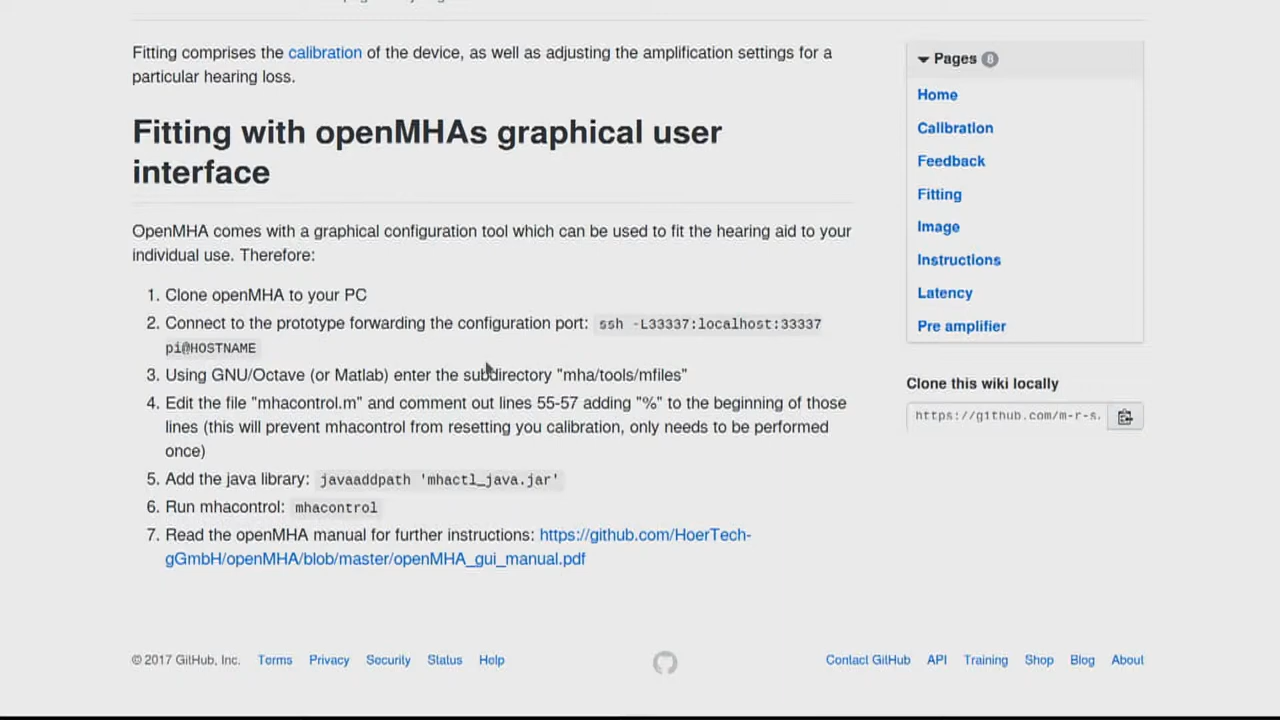 Fitting comprises the calibration of the device, as well as adjusting the amplification settings for a
particular hearing loss.
Fitting with openMHAs graphical user
interface
OpenMHA comes with a graphical configuration tool which can be used to fit the hearing aid to your
individual use. Therefore:
1. Clone openMHA to your PC
2. Connect to the prototype forwarding the configuration port: ssh -L33337:localhost:33337
pi@HOSTNAME
3. Using GNU/Octave (or Matlab) enter the subdirectory "mha/tools/mfiles"
4. Edit the file "mhacontrol.m" and comment out lines 55-57 adding "%" to the beginning of those
lines (this will prevent mhacontrol from resetting you calibration, only needs to be performed
once)
5. Add the java library: javaaddpath 'mhactl_java.jar'
6. Run mhacontrol: mhacontrol
7. Read the openMHA manual for further instructions: https://github.com/HoerTech-
gGmbH/openMHA/blob/master/openMHA_gui_manual.pdf
Pages 8
Home
Calibration
Feedback
Fitting
Image
Instructions
Latency
Pre amplifier
Clone this wiki locally
https://github.com/m-r-s.
© 2017 GitHub, Inc. Terms Privacy Security Status Help
Contact GitHub API Training Shop Blog About